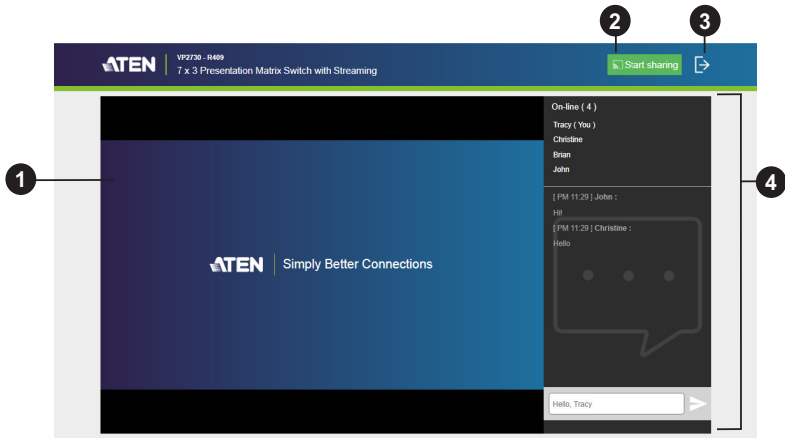 2
3
ATEN
VP2730 - R409
7 x 3 Presentation Matrix Switch with Streaming
Start sharing
1
ATEN
Simply Better Connections
On-line ( 4 )
Tracy ( You )
Christine
Brian
John
[ PM 11:29 ] John :
Hi!
[ PM 11:29 ] Christine :
Hello
Hello, Tracy
4